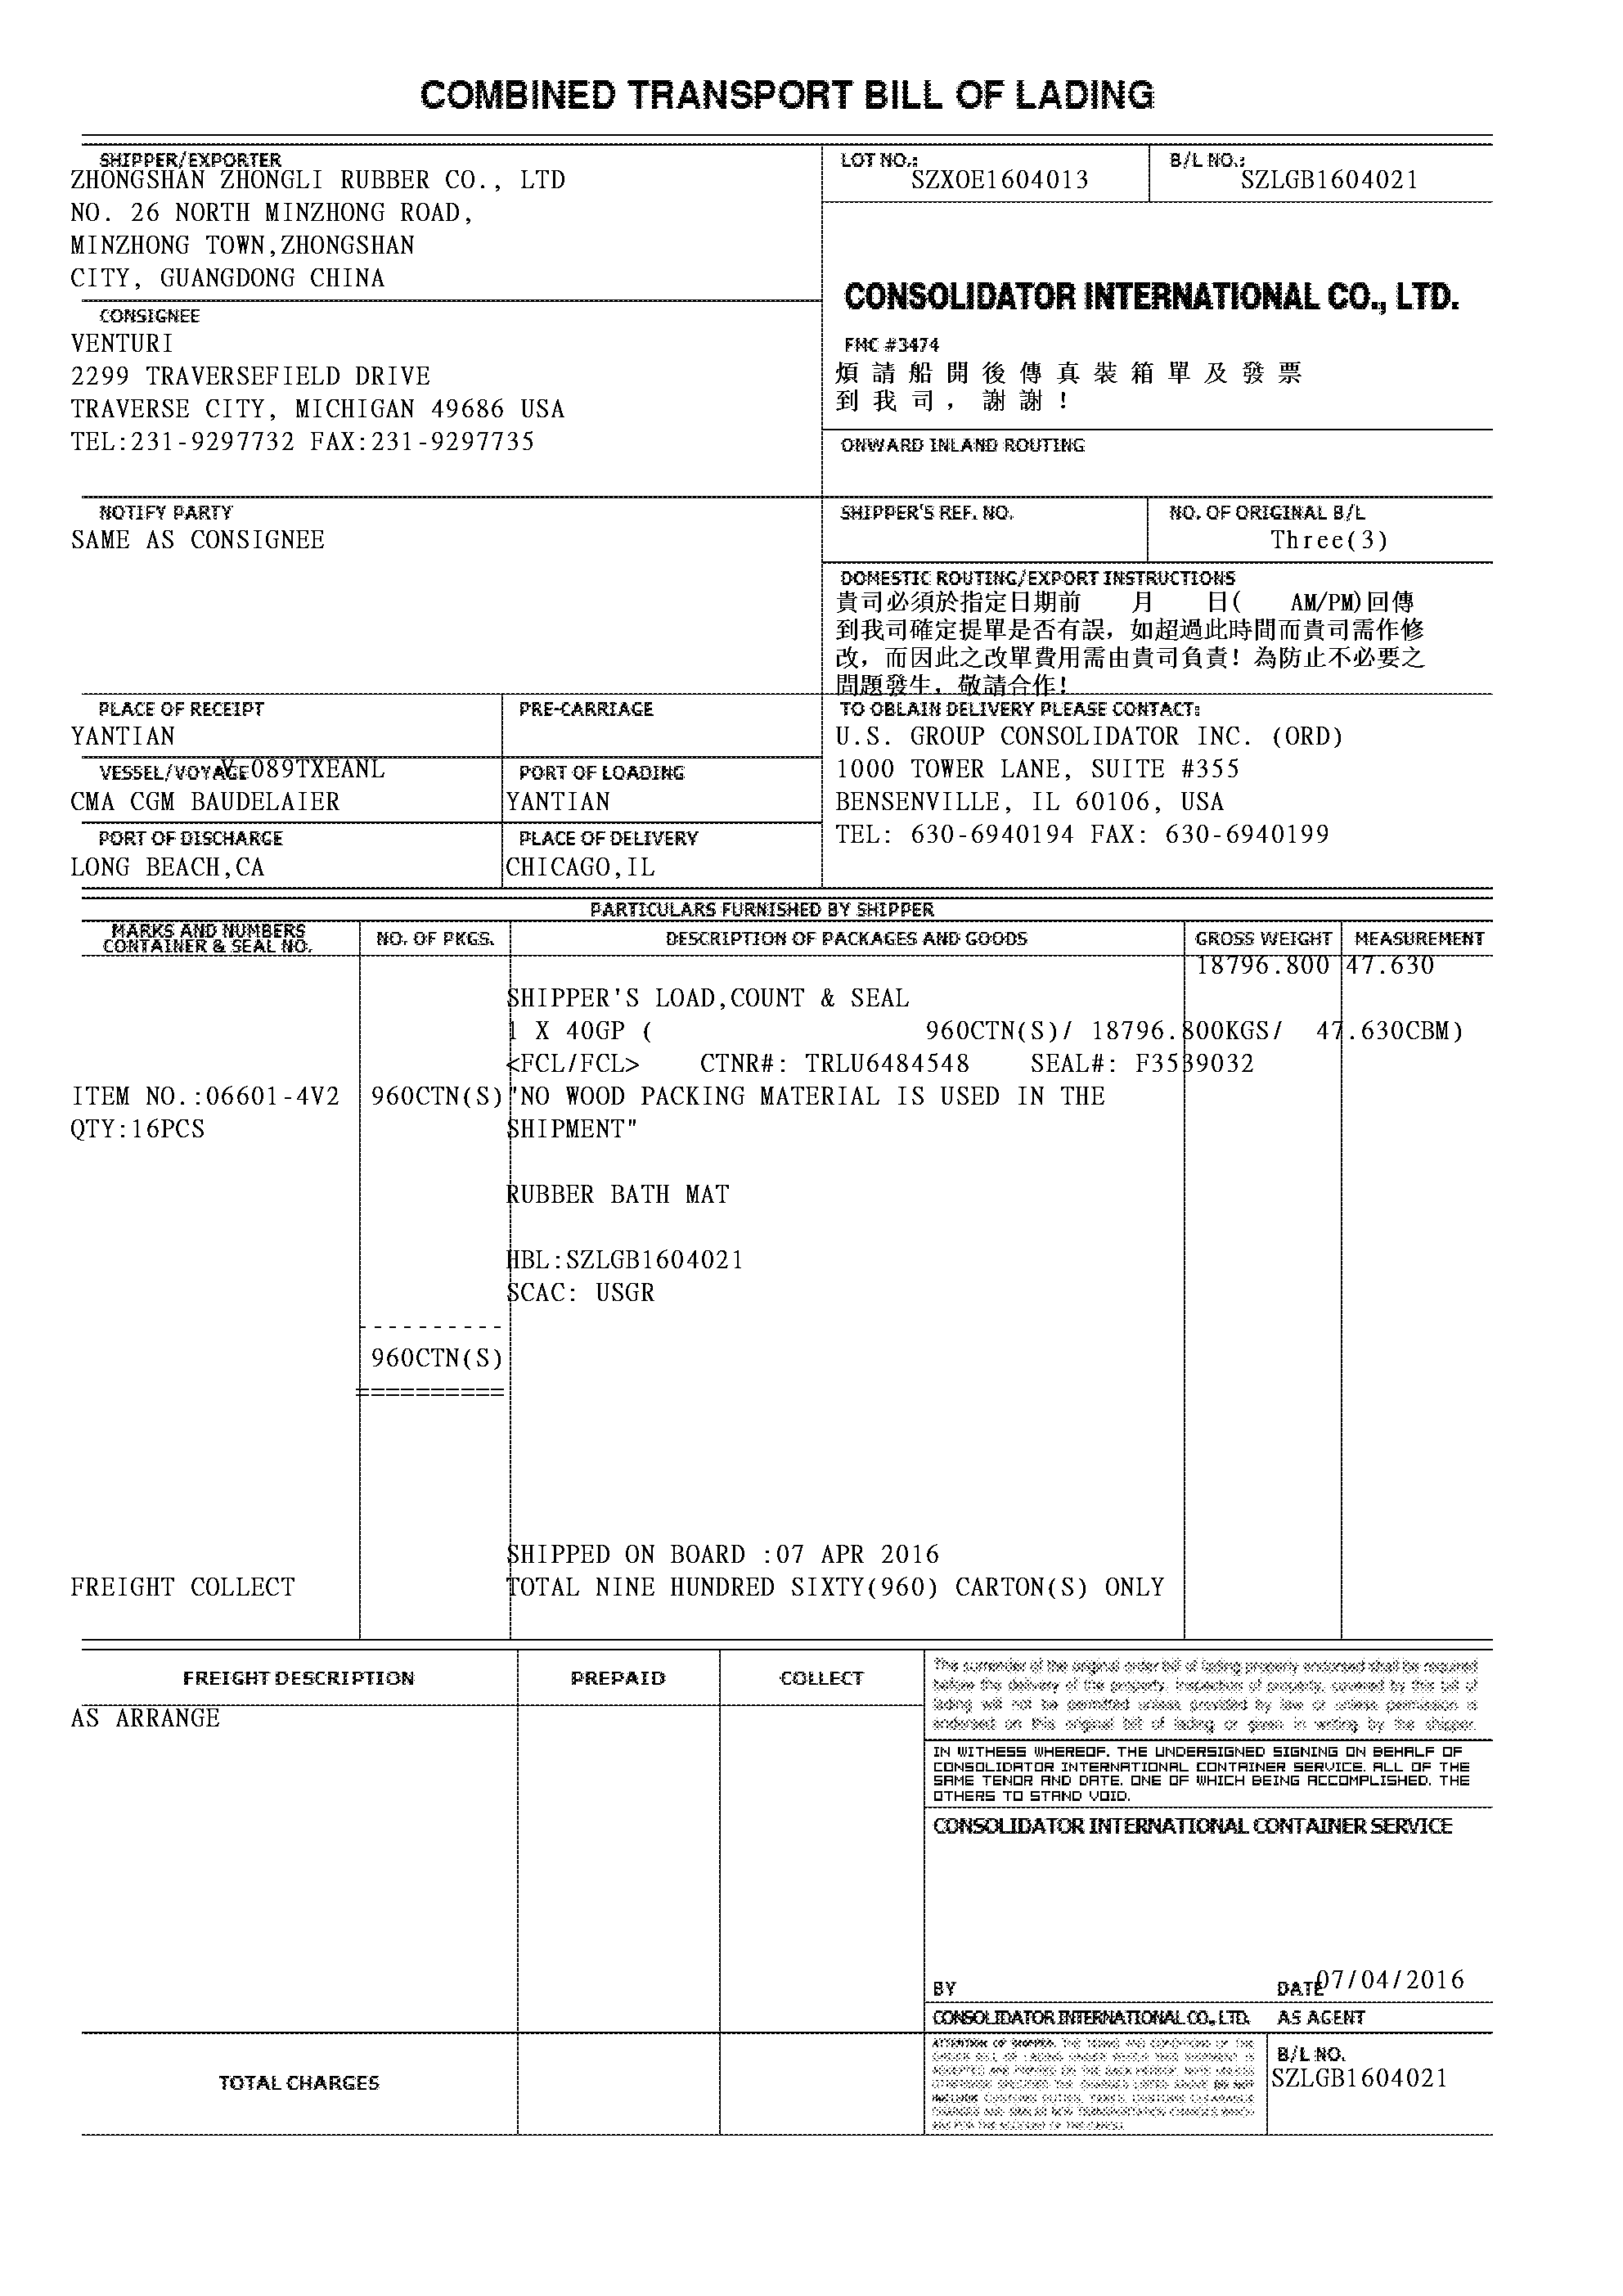 COMBINED TRANSPORT BILL OF LADING
SHIPPER/EXPORTER
ZHONGSHAN ZHONGLI RUBBER CO., LTD
NO. 26 NORTH MINZHONG ROAD,
MINZHONG TOWN,ZHONGSHAN
CITY, GUANGDONG CHINA
LOT NO.:
SZXOE1604013
B/L NO.:
SZLGB1604021
CONSOLIDATOR INTERNATIONAL CO., LTD.
FMC #3474
煩請船開後傳真裝箱單及發票
到我司，謝謝！
CONSIGNEE
VENTURI
2299 TRAVERSEFIELD DRIVE
TRAVERSE CITY, MICHIGAN 49686 USA
TEL:231-9297732 FAX:231-9297735
ONWARD INLAND ROUTING
NOTIFY PARTY
SAME AS CONSIGNEE
SHIPPER'S REF. NO.
NO. OF ORIGINAL B/L
Three(3)
DOMESTIC ROUTING/EXPORT INSTRUCTIONS
貴司必須於指定日期前 月 日( AM/PM)回傳
到我司確定提單是否有誤，如超過此時間而貴司需作修
改，而因此之改單費用需由貴司負責！為防止不必要之
問題發生，敬請合作！
PLACE OF RECEIPT
YANTIAN
PRE-CARRIAGE
VESSEL/VOYAGE V.089TXEANL
CMA CGM BAUDELAIER
PORT OF LOADING
YANTIAN
PORT OF DISCHARGE
LONG BEACH,CA
PLACE OF DELIVERY
CHICAGO,IL
TO OBLAIN DELIVERY PLEASE CONTACT:
U.S. GROUP CONSOLIDATOR INC. (ORD)
1000 TOWER LANE, SUITE #355
BENSENVILLE, IL 60106, USA
TEL: 630-6940194 FAX: 630-6940199
PARTICULARS FURNISHED BY SHIPPER
MARKS AND NUMBERS
CONTAINER & SEAL NO.
NO. OF PKGS.
DESCRIPTION OF PACKAGES AND GOODS
GROSS WEIGHT
MEASUREMENT
18796.800 47.630
SHIPPER'S LOAD,COUNT & SEAL
1 X 40GP ( 960CTN(S)/ 18796.800KGS/ 47.630CBM)
<FCL/FCL> CTNR#: TRLU6484548 SEAL#: F3539032
ITEM NO.:06601-4V2 960CTN(S) "NO WOOD PACKING MATERIAL IS USED IN THE
QTY:16PCS SHIPMENT"
RUBBER BATH MAT
HBL:SZLGB1604021
SCAC: USGR
----------
960CTN(S)
==========
SHIPPED ON BOARD :07 APR 2016
FREIGHT COLLECT TOTAL NINE HUNDRED SIXTY(960) CARTON(S) ONLY
FREIGHT DESCRIPTION
PREPAID
COLLECT
AS ARRANGE
The surrender of the original order bill of lading properly endorsed shall be required
before the delivery of the property. Inspection of property covered by the bill of
lading will not be permitted unless provided by law or unless permission is
endorsed on this original bill of lading or given in writing by the shipper.
IN WITHESS WHEREOF, THE UNDERSIGNED SIGNING ON BEHALF OF
CONSOLIDATOR INTERNATIONAL CONTAINER SERVICE. ALL OF THE
SAME TENOR AND DATE. ONE OF WHICH BEING ACCOMPLISHED, THE
OTHERS TO STAND VOID.
CONSOLIDATOR INTERNATIONAL CONTAINER SERVICE
BY
DATE 07/04/2016
CONSOLIDATOR INTERNATIONAL CO., LTD. AS AGENT
TOTAL CHARGES
B/L NO.
SZLGB1604021